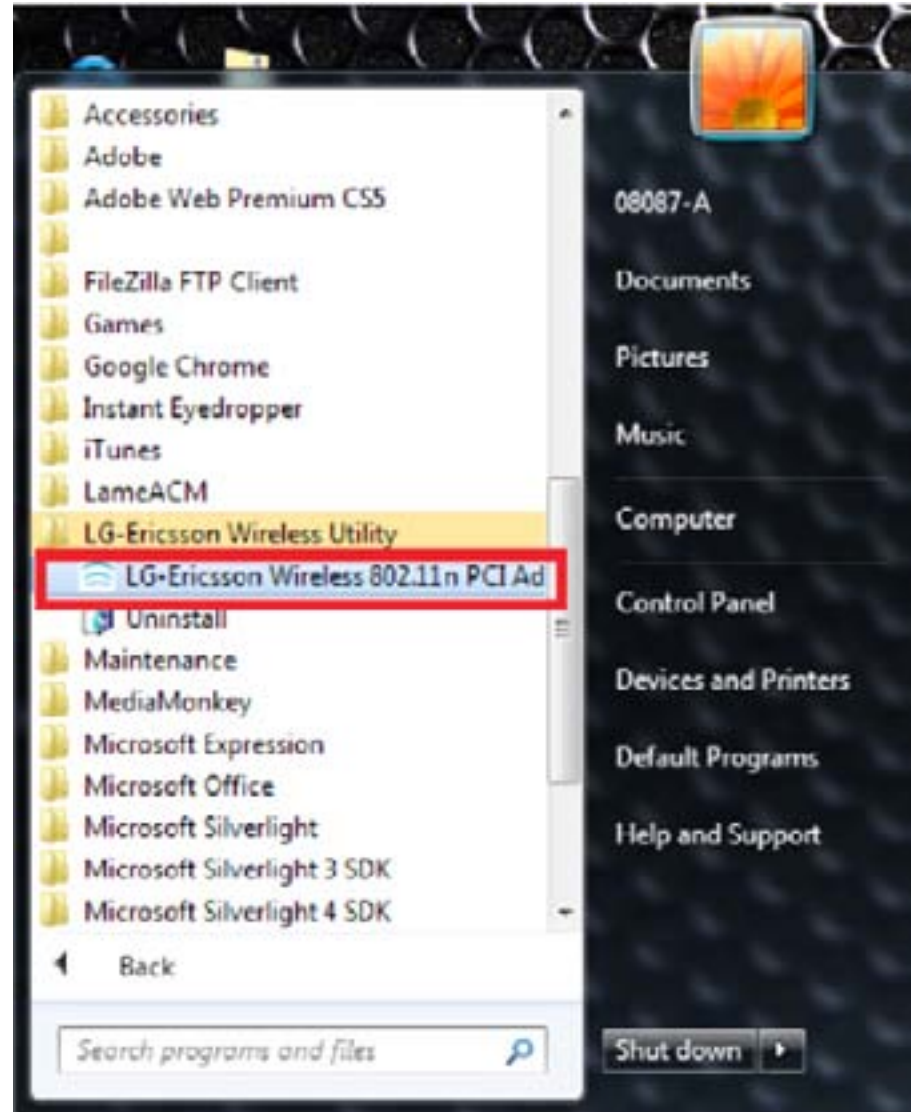 Accessories
Adobe
Adobe Web Premium CS5
FileZilla FTP Client
Games
Google Chrome
Instant Eyedropper
iTunes
LameACM
LG-Ericsson Wireless Utility
LG-Ericsson Wireless 802.11n PCI Ad
Uninstall
Maintenance
MediaMonkey
Microsoft Expression
Microsoft Office
Microsoft Silverlight
Microsoft Silverlight 3 SDK
Microsoft Silverlight 4 SDK
Back
Search programs and files
08087-A
Documents
Pictures
Music
Computer
Control Panel
Devices and Printers
Default Programs
Help and Support
Shut down